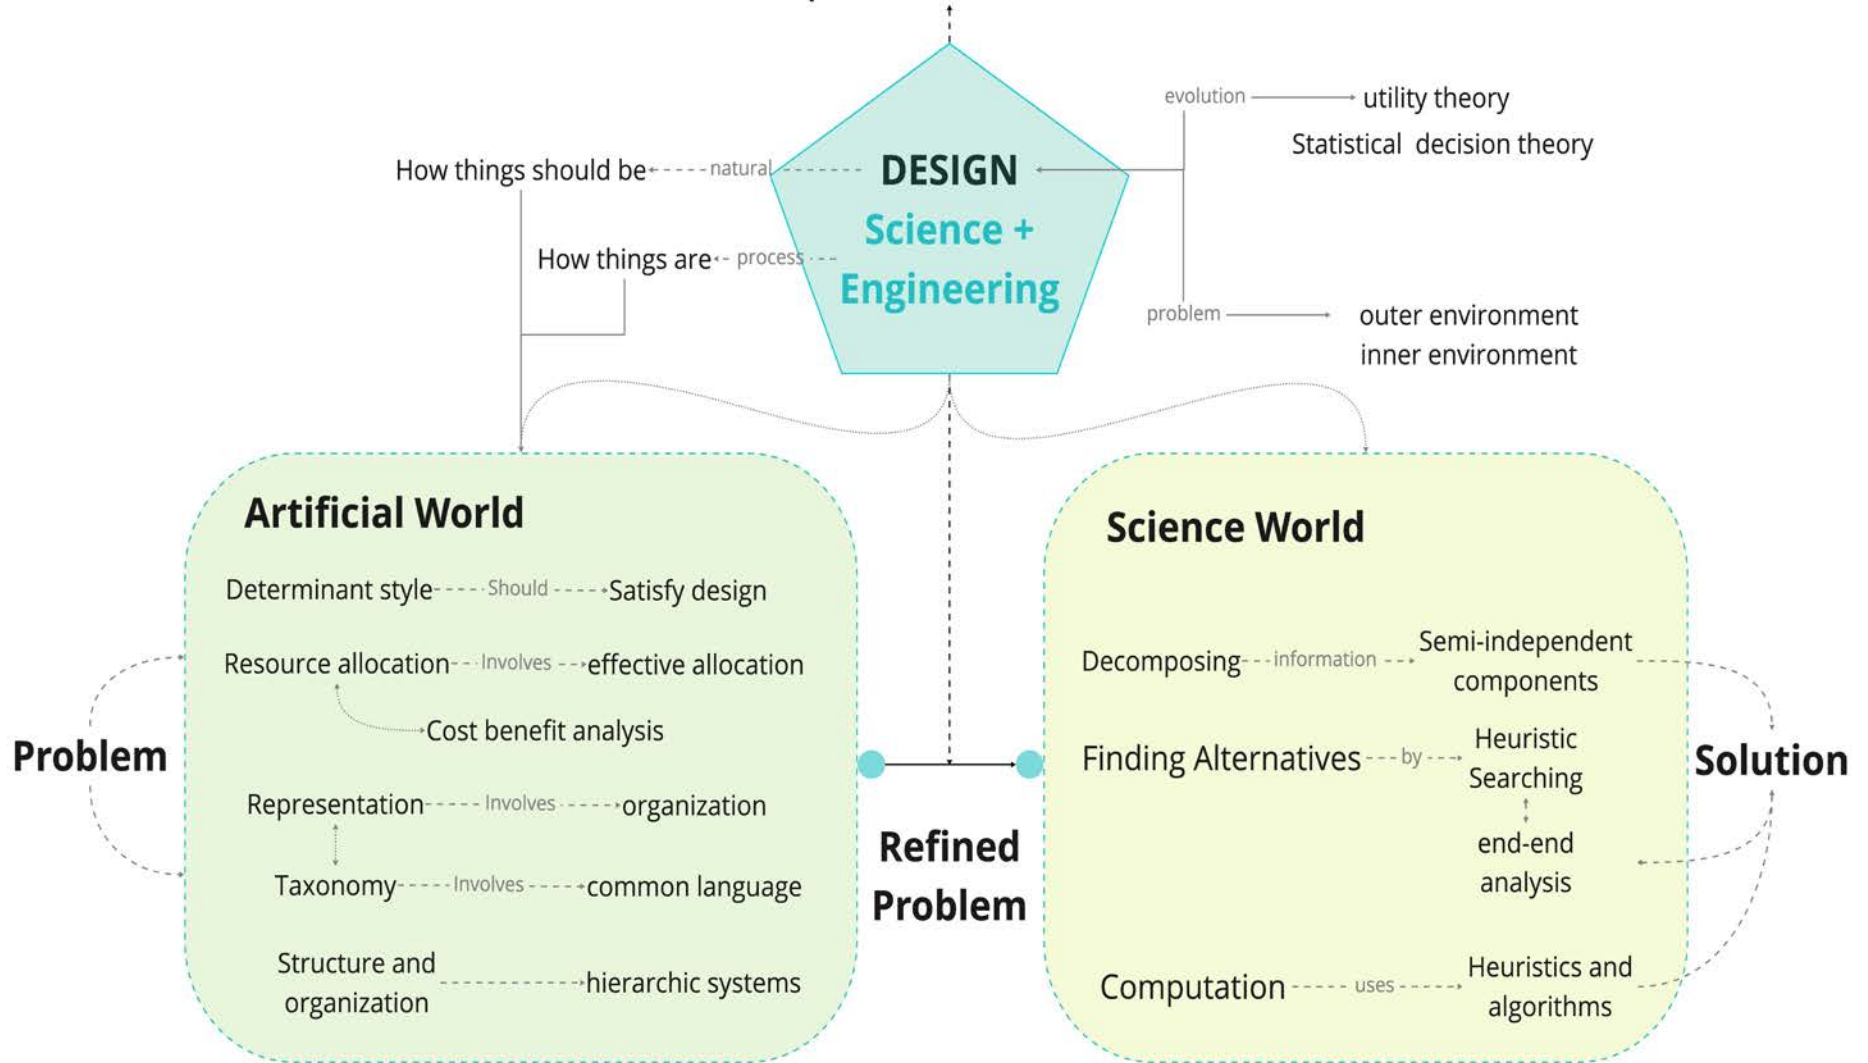 evolution
utility theory
Statistical decision theory
How things should be
natural
DESIGN
Science +
Engineering
How things are
process
problem
outer environment
inner environment
Artificial World
Determinant style
Should
Satisfy design
Resource allocation
Involves
effective allocation
Cost benefit analysis
Problem
Representation
Involves
organization
Taxonomy
Involves
common language
Structure and
organization
hierarchic systems
Refined
Problem
Science World
Decomposing
information
Semi-independent
components
Finding Alternatives
by
Heuristic
Searching
end-end
analysis
Computation
uses
Heuristics and
algorithms
Solution